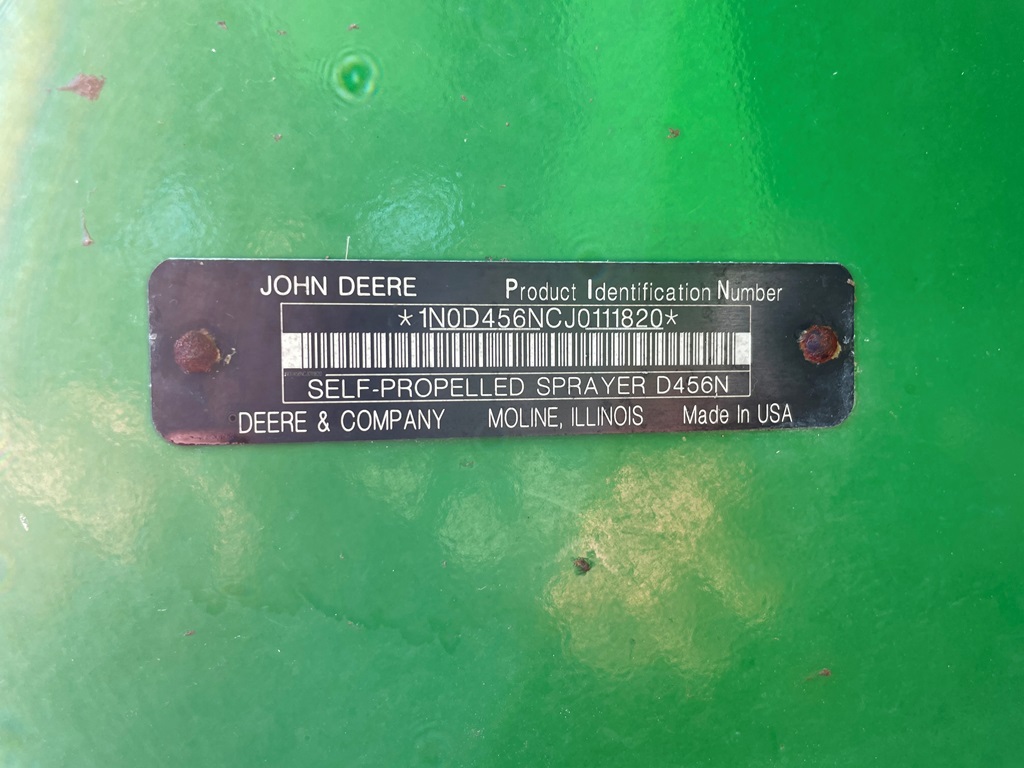 JOHN DEERE Product Identification Number
*1N0D456NCJ0111820*
SELF-PROPELLED SPRAYER D456N
DEERE & COMPANY MOLINE, ILLINOIS Made In USA